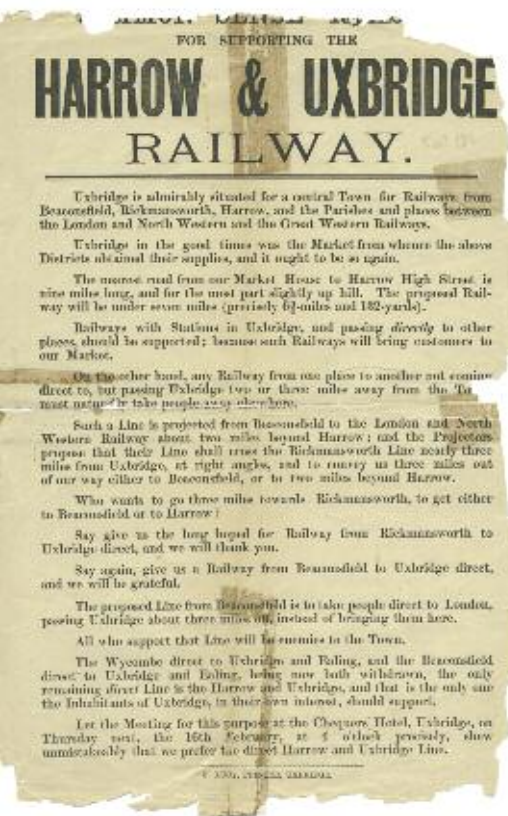 FOR SUPPORTING THE
HARROW & UXBRIDGE
RAILWAY.
Uxbridge is admirably situated for a central Town for Railways from
Beaconsfield, Rickmansworth, Harrow, and the Parishes and places between
the London and North Western and the Great Western Railways.
Uxbridge in the good times was the Market from whence the above
Districts obtained their supplies, and it ought to be so again.
The nearest road from our Market House to Harrow High Street is
nine miles long, and for the most part slightly up hill. The proposed Rail-
way will be under seven miles (precisely 6½-miles and 182-yards).
Railways with Stations in Uxbridge, and passing directly to other
places, should be supported; because such Railways will bring customers to
our Market.
On the other hand, any Railway from one place to another not coming
direct to, but passing Uxbridge two or three miles away from the
must naturally take people away elsewhere.
Such a Line is projected from Beaconsfield to the London and North
Western Railway about two miles beyond Harrow; and the Projectors
propose that their Line shall cross the Rickmansworth Line nearly three
miles from Uxbridge, at right angles, and to convey us three miles out
of our way either to Beaconsfield, or to two miles beyond Harrow.
Who wants to go three miles towards Rickmansworth, to get either
to Beaconsfield or to Harrow?
Say give us the long hoped for Railway from Rickmansworth to
Uxbridge direct, and we will thank you.
Say again, give us a Railway from Beaconsfield to Uxbridge direct,
and we will be grateful.
The proposed Line from Beaconsfield is to take people direct to London,
passing Uxbridge about three miles off, instead of bringing them here.
All who support that Line will be enemies to the Town.
The Wycombe direct to Uxbridge and Ealing, and the Beaconsfield
direct to Uxbridge and Ealing, being now both withdrawn, the only
remaining direct Line is the Harrow and Uxbridge, and that is the only one
the Inhabitants of Uxbridge, in their own interest, should support.
Let the Meeting for this purpose at the Chequers Hotel, Uxbridge, on
Thursday next, the 16th February, at 4 o'clock precisely, show
unmistakeably that we prefer the direct Harrow and Uxbridge Line.
PRINTER, UXBRIDGE.